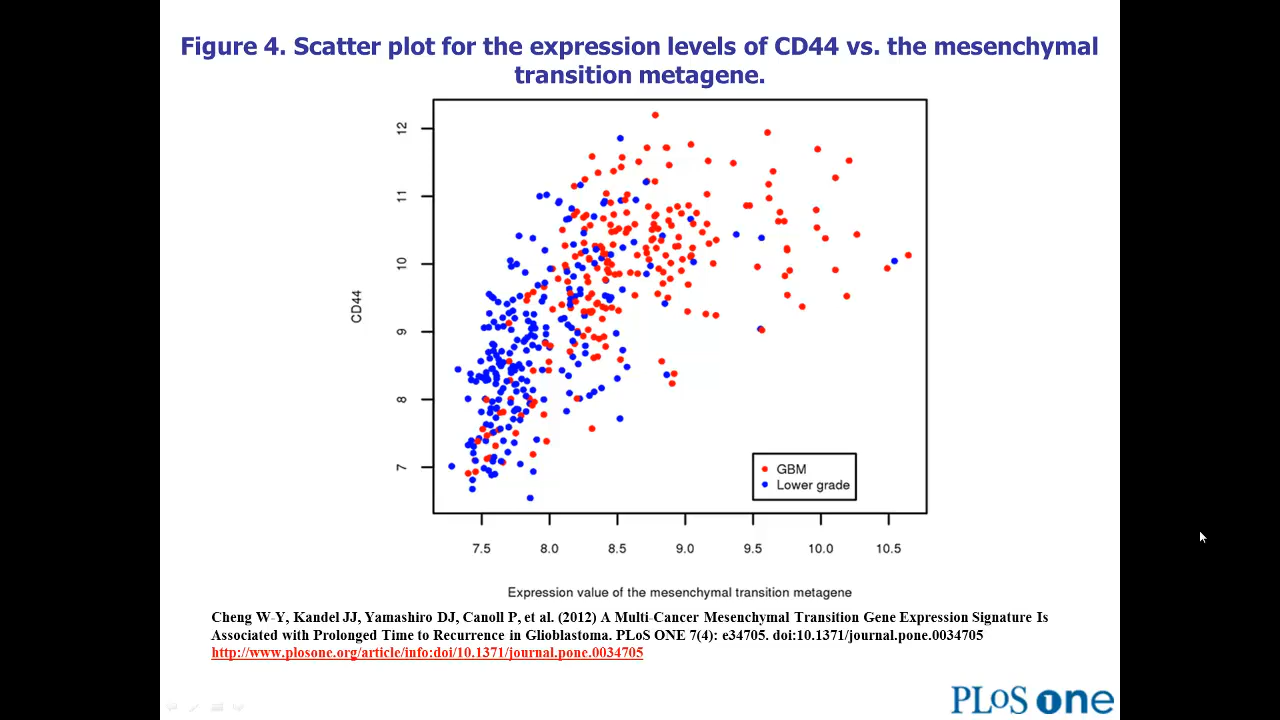 Figure 4. Scatter plot for the expression levels of CD44 vs. the mesenchymal
transition metagene.
12
11
10
9
8
7
CD44
GBM
Lower grade
7.5 8.0 8.5 9.0 9.5 10.0 10.5
Expression value of the mesenchymal transition metagene
Cheng W-Y, Kandel JJ, Yamashiro DJ, Canoll P, et al. (2012) A Multi-Cancer Mesenchymal Transition Gene Expression Signature Is
Associated with Prolonged Time to Recurrence in Glioblastoma. PLoS ONE 7(4): e34705. doi:10.1371/journal.pone.0034705
http://www.plosone.org/article/info:doi/10.1371/journal.pone.0034705
PLoS one